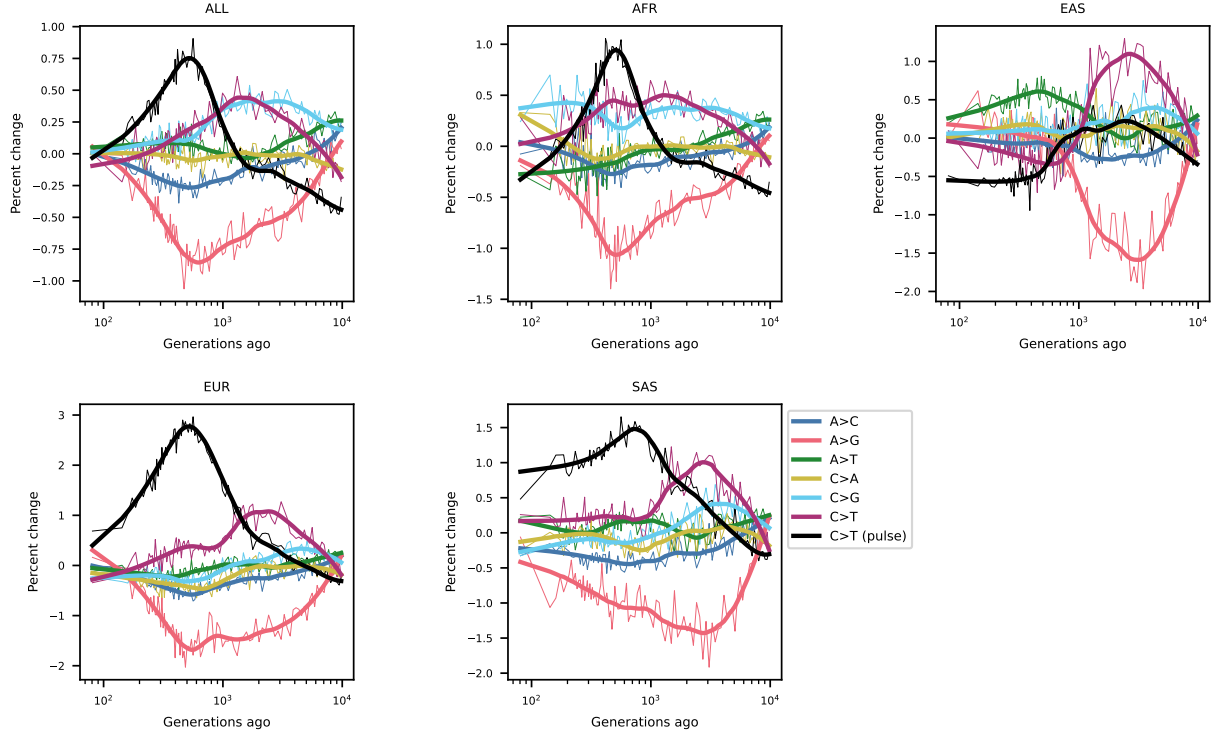 ALL
AFR
EAS
1.00
0.75
0.50
0.25
0.00
−0.25
−0.50
−0.75
−1.00
Percent change
10²
10³
10⁴
Generations ago
1.0
0.5
0.0
−0.5
−1.0
−1.5
Percent change
10²
10³
10⁴
Generations ago
1.0
0.5
0.0
−0.5
−1.0
−1.5
−2.0
Percent change
10²
10³
10⁴
Generations ago
EUR
SAS
3
2
1
0
−1
−2
Percent change
10²
10³
10⁴
Generations ago
1.5
1.0
0.5
0.0
−0.5
−1.0
−1.5
−2.0
Percent change
10²
10³
10⁴
Generations ago
A>C
A>G
A>T
C>A
C>G
C>T
C>T (pulse)